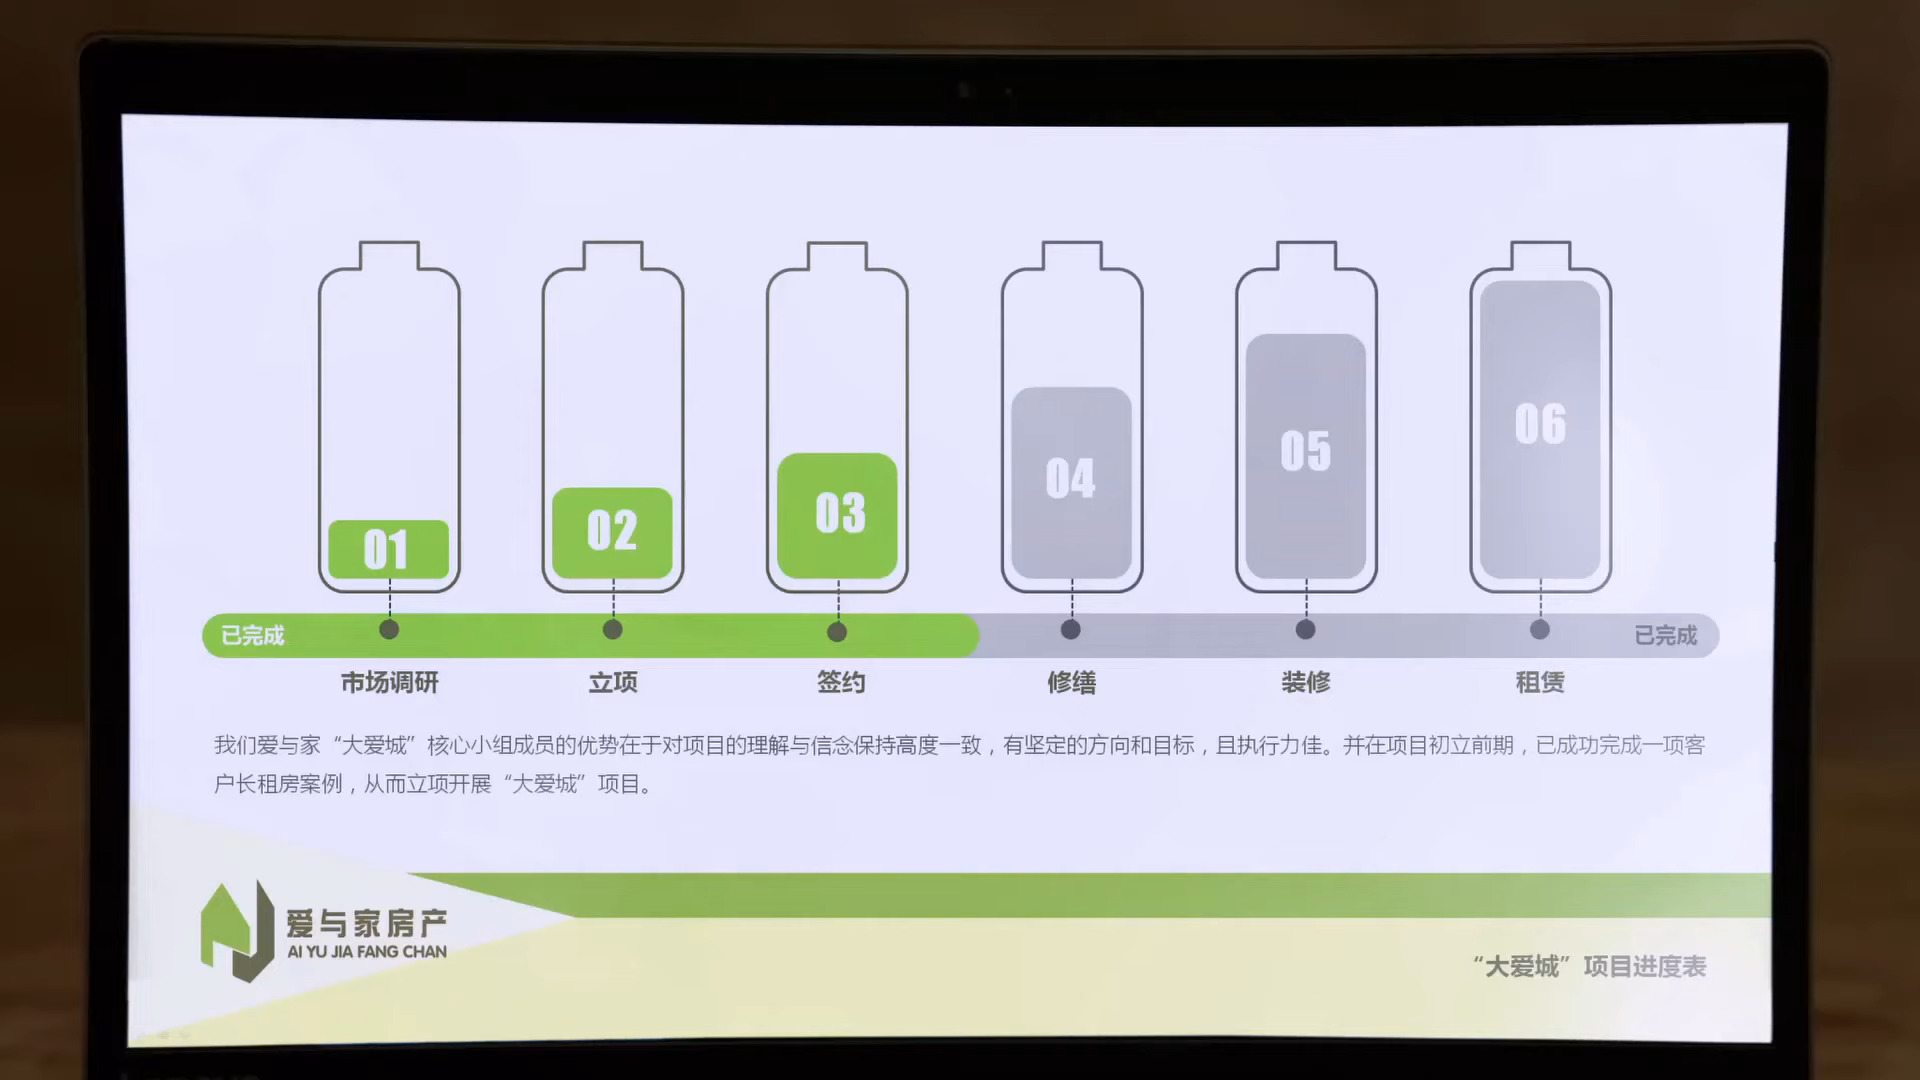 01
02
03
04
05
06
已完成
已完成
市场调研
立项
签约
修缮
装修
租赁
我们爱与家“大爱城”核心小组成员的优势在于对项目的理解与信念保持高度一致，有坚定的方向和目标，且执行力佳。并在项目初立前期，已成功完成一项客
户长租房案例，从而立项开展“大爱城”项目。
爱与家房产
AI YU JIA FANG CHAN
“大爱城”项目进度表